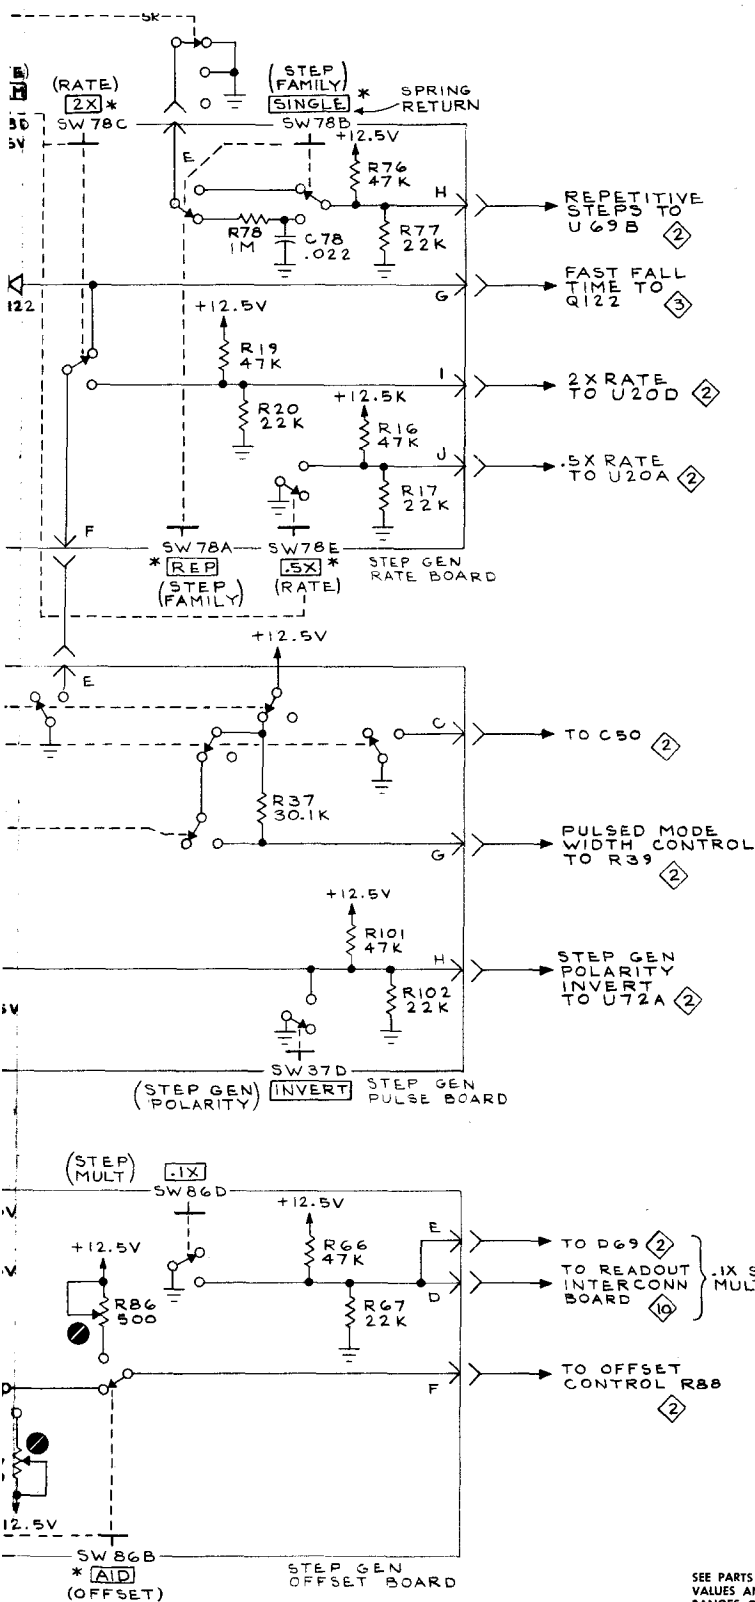 SR
(RATE)
2X *
SW 78C
(STEP FAMILY) *
SINGLE
SW78B
SPRING
RETURN
+12.5V
E
R76
47K
H
REPETITIVE
STEPS TO
U69B 2
R78
1M
C78
.022
R77
22K
122
G
FAST FALL
TIME TO
Q122 3
+12.5V
R19
47K
I
2X RATE
TO U20D 2
R20
22K
+12.5K
R16
47K
J
.5X RATE
TO U20A 2
R17
22K
F
SW78A
* REP
(STEP FAMILY)
SW78E
.5X *
(RATE)
STEP GEN
RATE BOARD
+12.5V
E
C
TO C50 2
R37
30.1K
G
PULSED MODE
WIDTH CONTROL
TO R39
2
+12.5V
R101
47K
H
STEP GEN
POLARITY
INVERT
TO U72A 2
R102
22K
SW37D
(STEP GEN POLARITY) INVERT
STEP GEN
PULSE BOARD
(STEP MULT) .1X
SW86D
+12.5V
R66
47K
E
TO D69 2
D
TO READOUT
INTERCONN
BOARD 10
.1X S
MUL
R67
22K
+12.5V
R86
500
F
TO OFFSET
CONTROL R88
2
12.5V
SW86B
* AID
(OFFSET)
STEP GEN
OFFSET BOARD
SEE PARTS
VALUES A